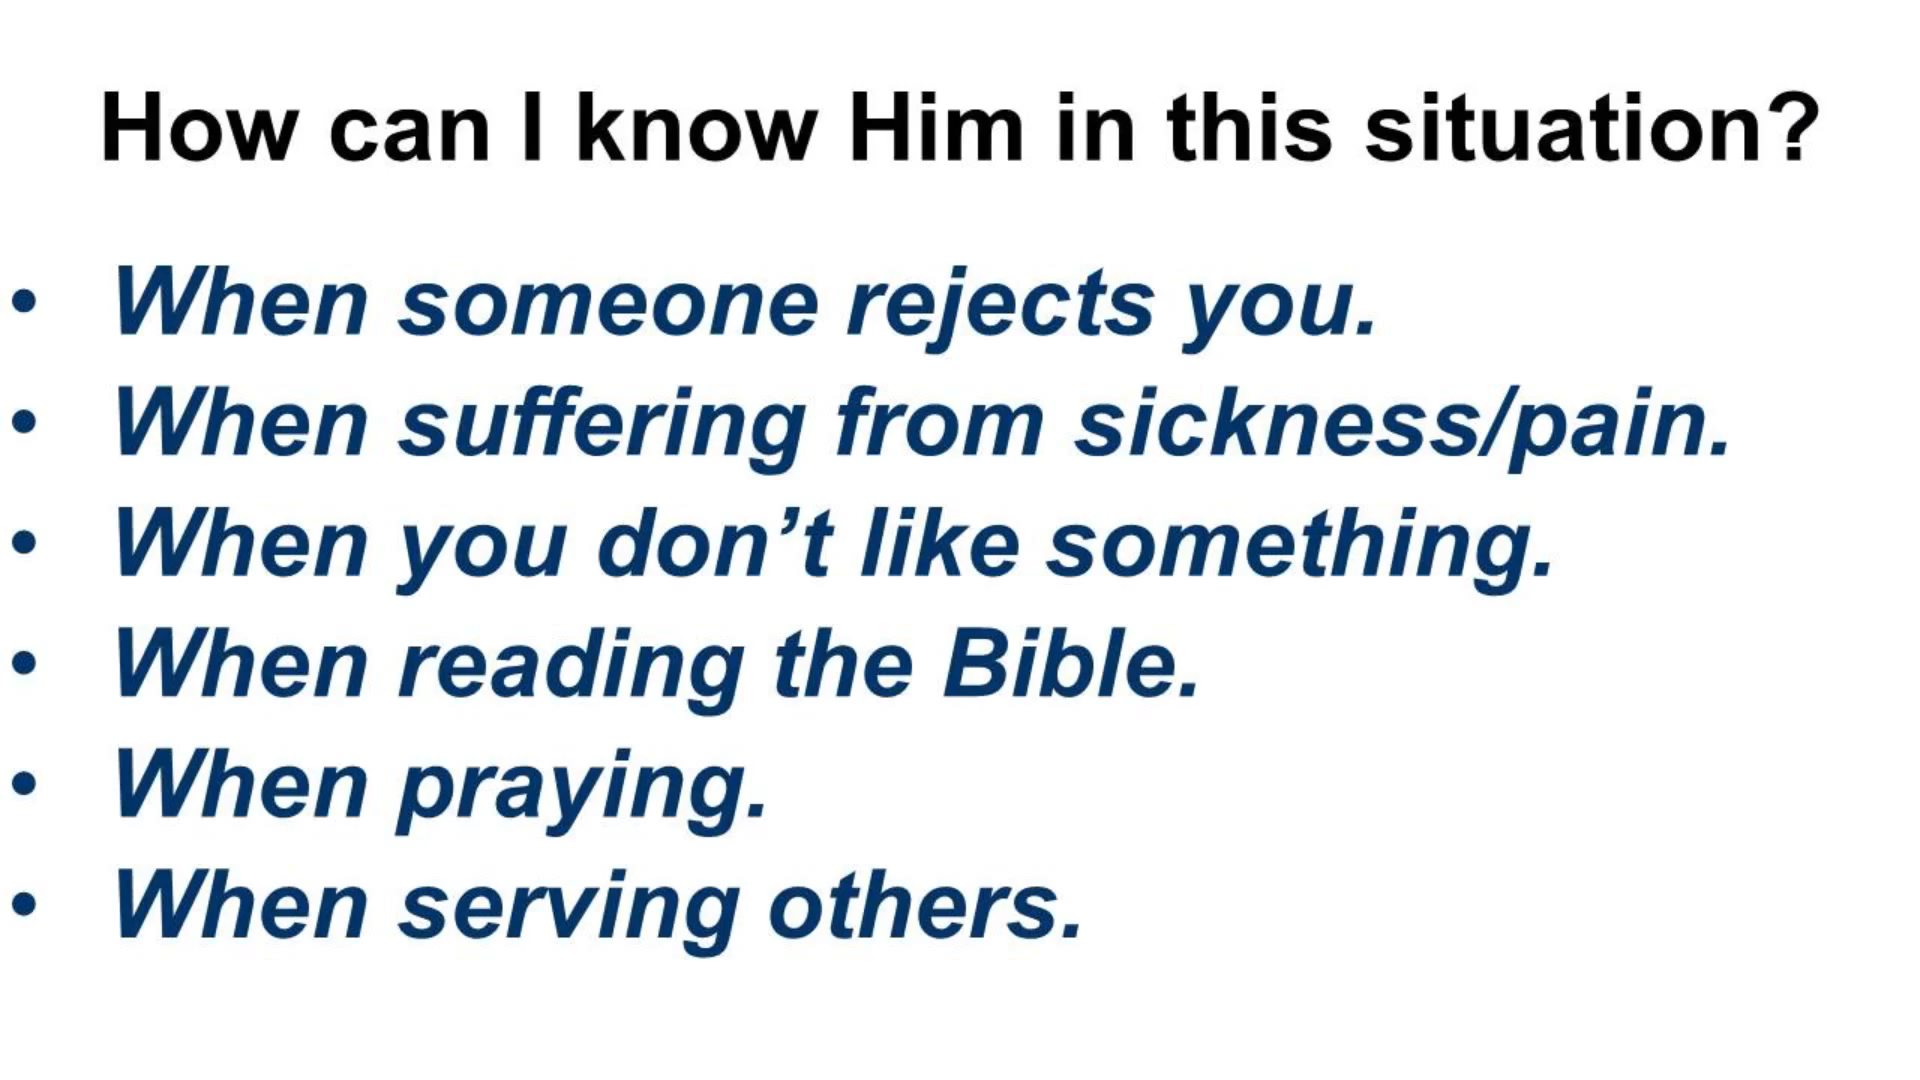 How can I know Him in this situation?
• When someone rejects you.
• When suffering from sickness/pain.
• When you don’t like something.
• When reading the Bible.
• When praying.
• When serving others.